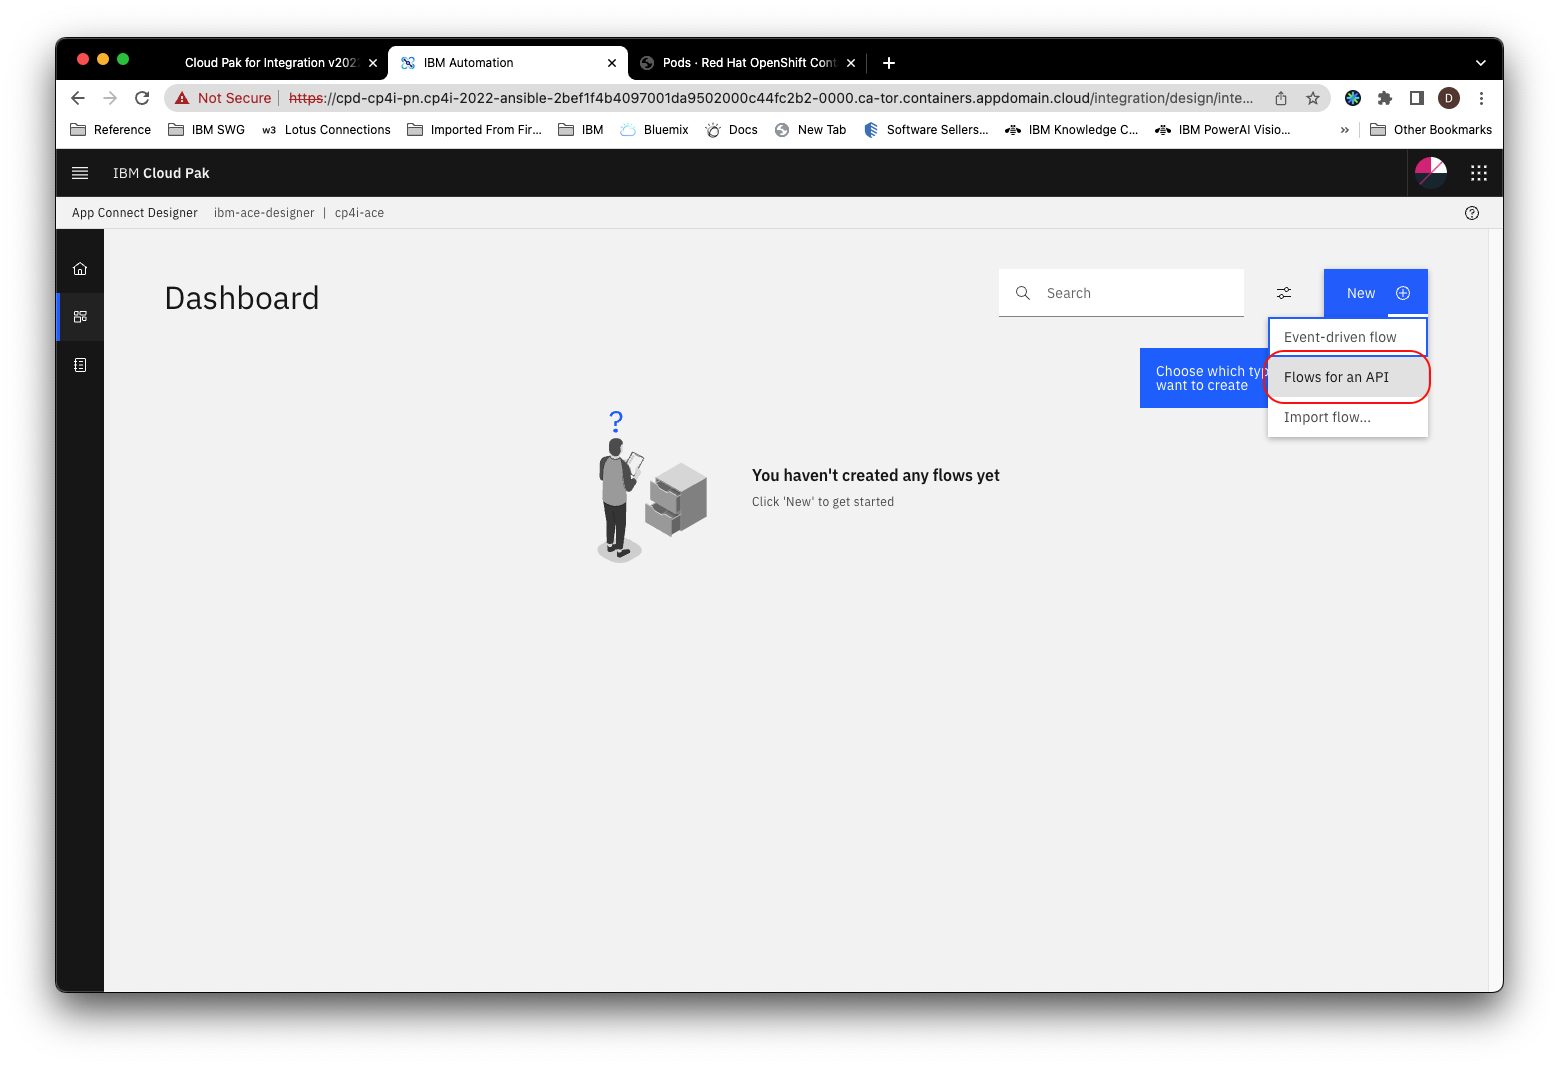 Cloud Pak for Integration v202
IBM Automation
Pods · Red Hat OpenShift Cont
Not Secure
https://cpd-cp4i-pn.cp4i-2022-ansible-2bef1f4b4097001da9502000c44fc2b2-0000.ca-tor.containers.appdomain.cloud/integration/design/inte...
D
Reference
IBM SWG
w3 Lotus Connections
Imported From Fir...
IBM
Bluemix
Docs
New Tab
Software Sellers...
IBM Knowledge C...
IBM PowerAI Visio...
»
Other Bookmarks
IBM Cloud Pak
App Connect Designer ibm-ace-designer | cp4i-ace
Dashboard
Search
New
Event-driven flow
Flows for an API
Import flow...
Choose which typ
want to create
?
You haven't created any flows yet
Click 'New' to get started